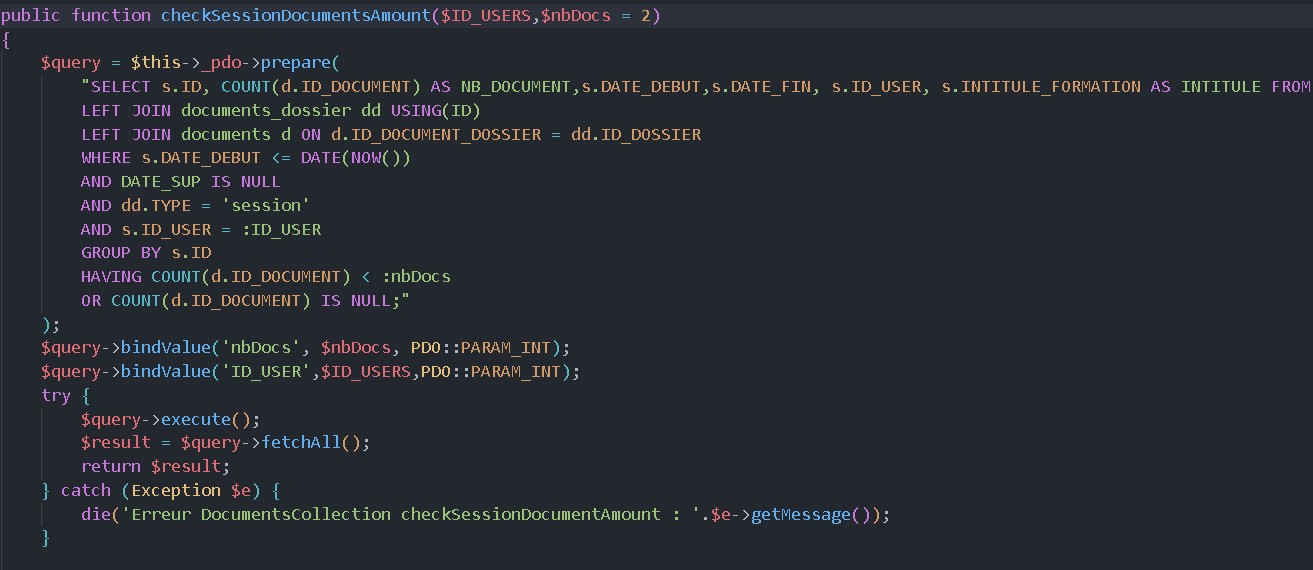 public function checkSessionDocumentsAmount($ID_USERS,$nbDocs = 2)
{
    $query = $this->_pdo->prepare(
        "SELECT s.ID, COUNT(d.ID_DOCUMENT) AS NB_DOCUMENT,s.DATE_DEBUT,s.DATE_FIN, s.ID_USER, s.INTITULE_FORMATION AS INTITULE FROM
        LEFT JOIN documents_dossier dd USING(ID)
        LEFT JOIN documents d ON d.ID_DOCUMENT_DOSSIER = dd.ID_DOSSIER
        WHERE s.DATE_DEBUT <= DATE(NOW())
        AND DATE_SUP IS NULL
        AND dd.TYPE = 'session'
        AND s.ID_USER = :ID_USER
        GROUP BY s.ID
        HAVING COUNT(d.ID_DOCUMENT) < :nbDocs
        OR COUNT(d.ID_DOCUMENT) IS NULL;"
    );
    $query->bindValue('nbDocs', $nbDocs, PDO::PARAM_INT);
    $query->bindValue('ID_USER',$ID_USERS,PDO::PARAM_INT);
    try {
        $query->execute();
        $result = $query->fetchAll();
        return $result;
    } catch (Exception $e) {
        die('Erreur DocumentsCollection checkSessionDocumentAmount : '.$e->getMessage());
    }